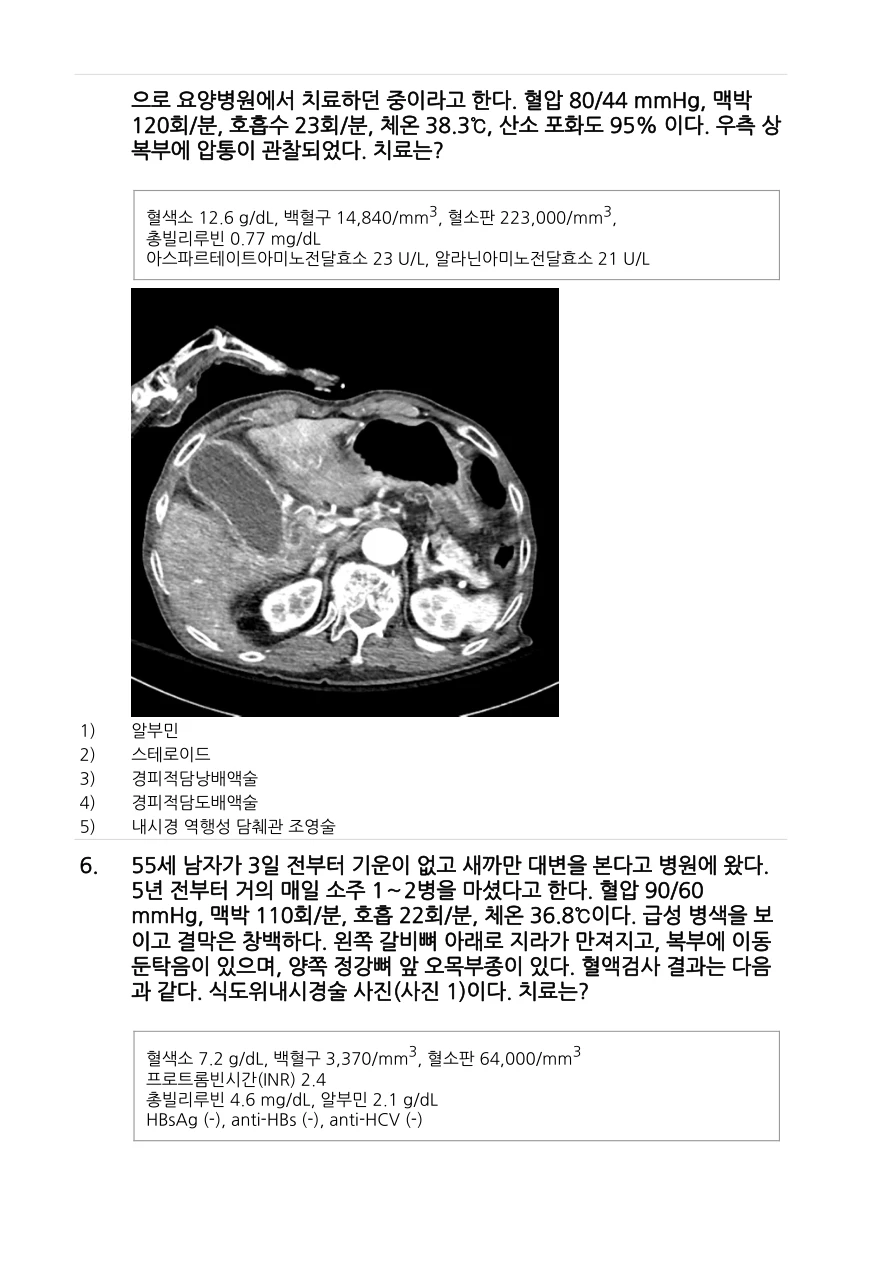 으로 요양병원에서 치료하던 중이라고 한다. 혈압 80/44 mmHg, 맥박
120회/분, 호흡수 23회/분, 체온 38.3℃, 산소 포화도 95% 이다. 우측 상
복부에 압통이 관찰되었다. 치료는?
혈색소 12.6 g/dL, 백혈구 14,840/mm³, 혈소판 223,000/mm³,
총빌리루빈 0.77 mg/dL
아스파르테이트아미노전달효소 23 U/L, 알라닌아미노전달효소 21 U/L
1) 알부민
2) 스테로이드
3) 경피적담낭배액술
4) 경피적담도배액술
5) 내시경 역행성 담췌관 조영술
6. 55세 남자가 3일 전부터 기운이 없고 새까만 대변을 본다고 병원에 왔다.
5년 전부터 거의 매일 소주 1~2병을 마셨다고 한다. 혈압 90/60
mmHg, 맥박 110회/분, 호흡 22회/분, 체온 36.8℃이다. 급성 병색을 보
이고 결막은 창백하다. 왼쪽 갈비뼈 아래로 지라가 만져지고, 복부에 이동
둔탁음이 있으며, 양쪽 정강뼈 앞 오목부종이 있다. 혈액검사 결과는 다음
과 같다. 식도위내시경술 사진(사진 1)이다. 치료는?
혈색소 7.2 g/dL, 백혈구 3,370/mm³, 혈소판 64,000/mm³
프로트롬빈시간(INR) 2.4
총빌리루빈 4.6 mg/dL, 알부민 2.1 g/dL
HBsAg (-), anti-HBs (-), anti-HCV (-)